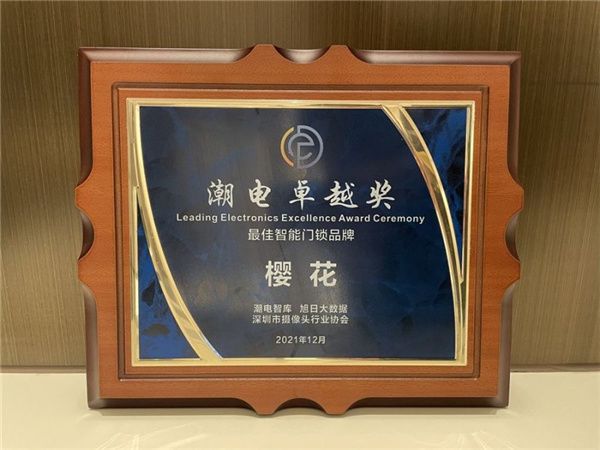 潮电卓越奖
Leading Electronics Excellence Award Ceremony
最佳智能门锁品牌
樱花
潮电智库 旭日大数据
深圳市摄像头行业协会
2021年12月